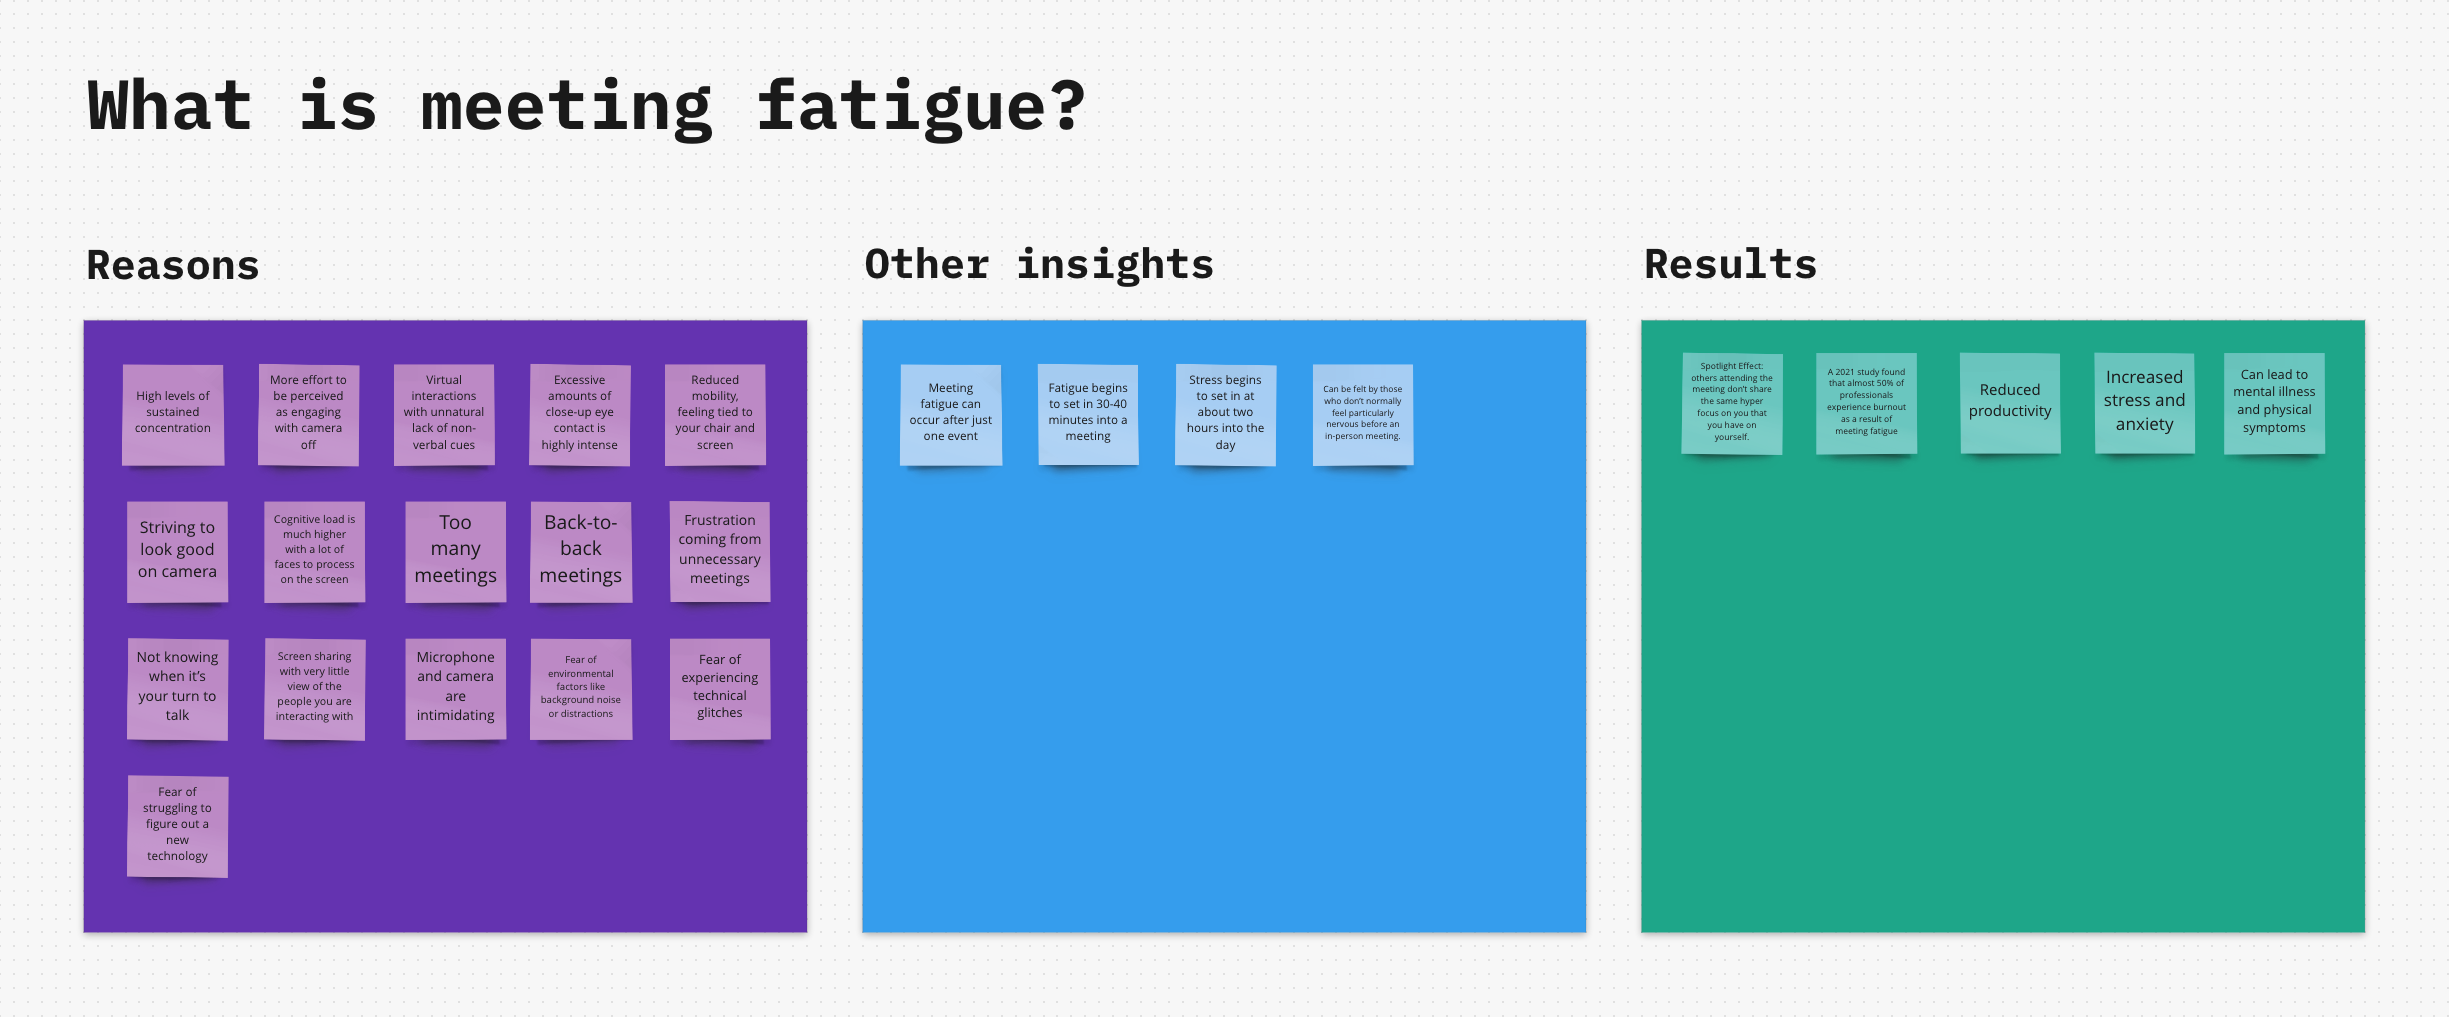 What is meeting fatigue?
Reasons
High levels of
sustained
concentration
More effort to
be perceived
as engaging
with camera
off
Virtual
interactions
with unnatural
lack of non-
verbal cues
Excessive
amounts of
close-up eye
contact is
highly intense
Reduced
mobility,
feeling tied to
your chair and
screen
Striving to
look good
on camera
Cognitive load is
much higher
with a lot of
faces to process
on the screen
Too
many
meetings
Back-to-
back
meetings
Frustration
coming from
unnecessary
meetings
Not knowing
when it’s
your turn to
talk
Screen sharing
with very little
view of the
people you are
interacting with
Microphone
and camera
are
intimidating
Fear of
environmental
factors like
background noise
or distractions
Fear of
experiencing
technical
glitches
Fear of
struggling to
figure out a
new
technology
Other insights
Meeting
fatigue can
occur after just
one event
Fatigue begins
to set in 30-40
minutes into a
meeting
Stress begins
to set in at
about two
hours into the
day
Can be felt by those
who don’t normally
feel particularly
nervous before an
in-person meeting.
Results
Spotlight Effect:
others attending the
meeting don’t share
the same hyper
focus on you that
you have on
yourself.
A 2021 study found
that almost 50% of
professionals
experience burnout
as a result of
meeting fatigue
Reduced
productivity
Increased
stress and
anxiety
Can lead to
mental illness
and physical
symptoms